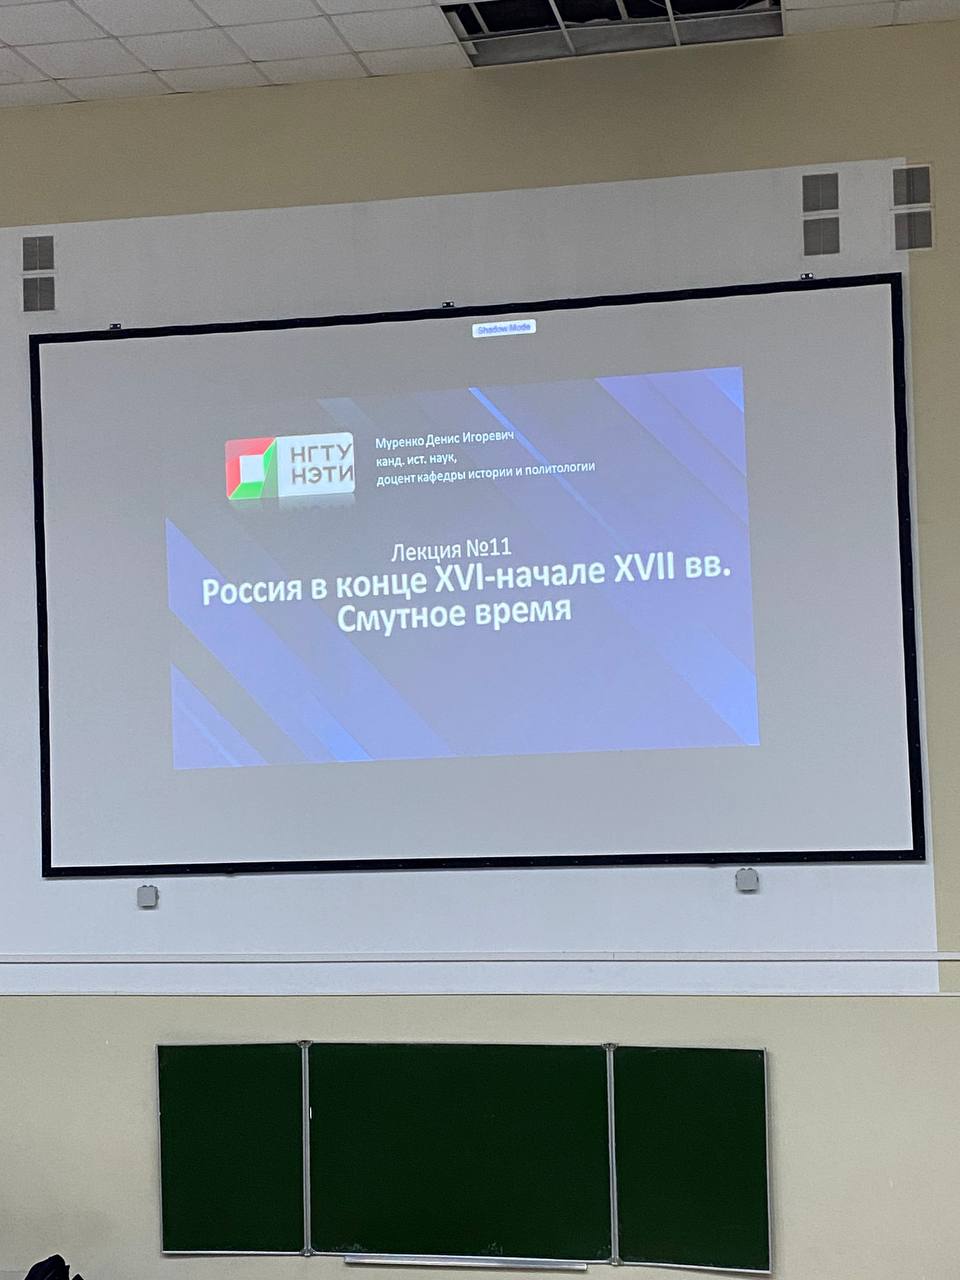 Shadow Mode
НГТУ
НЭТИ
Муренко Денис Игоревич
канд. ист. наук,
доцент кафедры истории и политологии
Лекция №11
Россия в конце XVI-начале XVII вв.
Смутное время